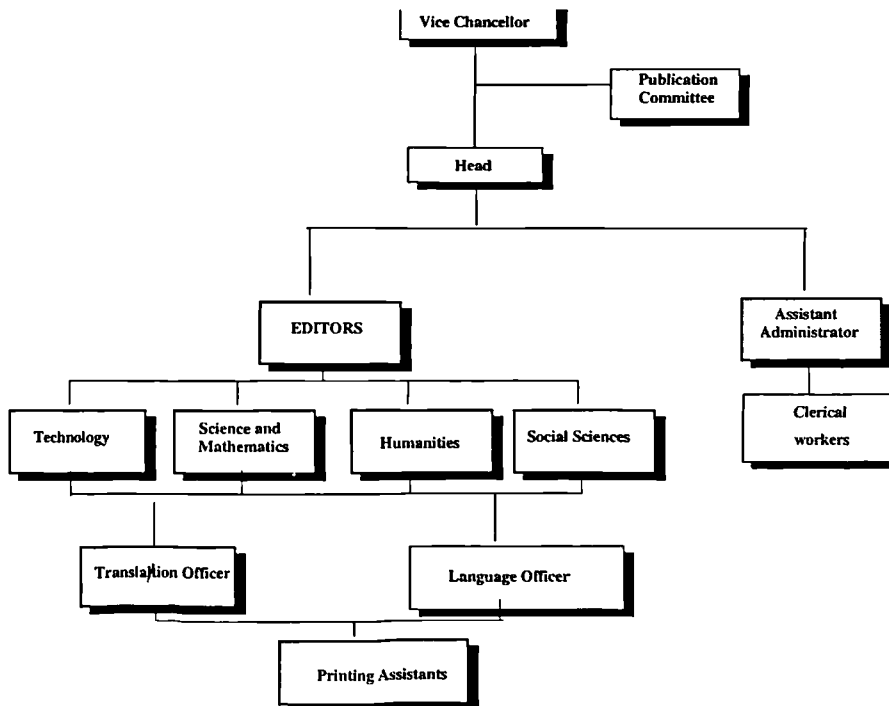 Vice Chancellor
Publication
Committee
Head
EDITORS
Assistant
Administrator
Technology
Science and
Mathematics
Humanities
Social Sciences
Clerical
workers
Translation Officer
Language Officer
Printing Assistants